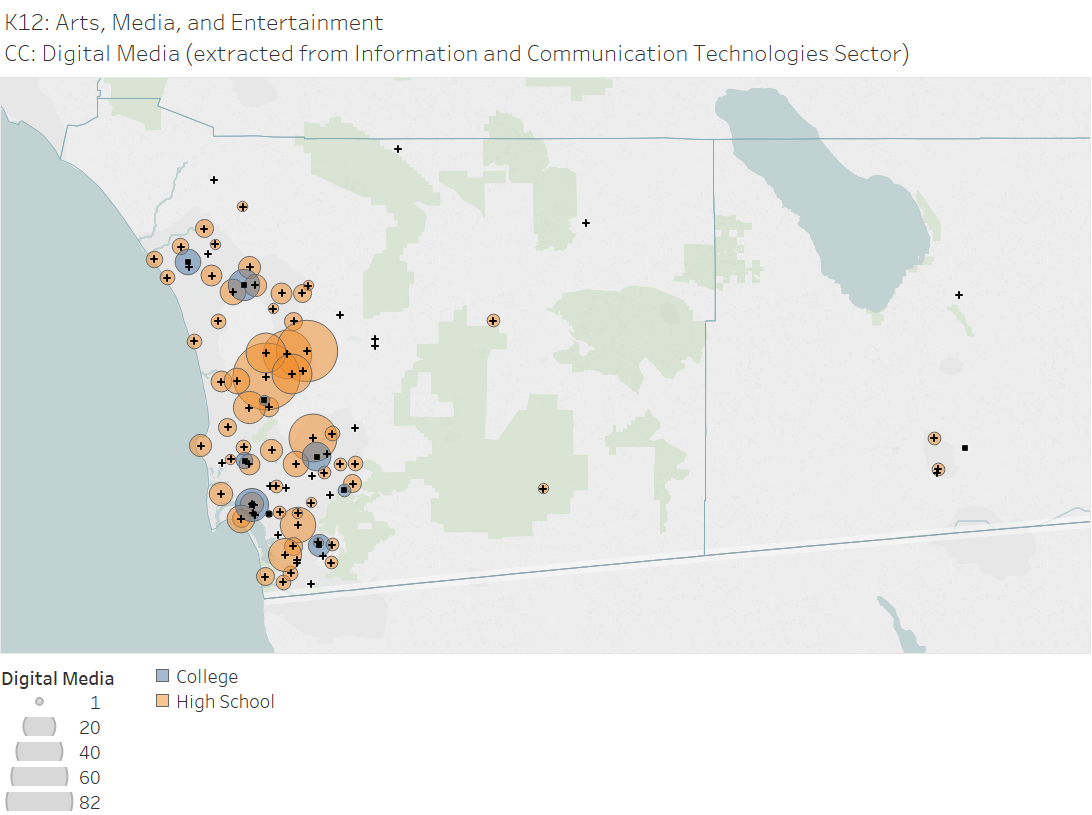 K12: Arts, Media, and Entertainment
CC: Digital Media (extracted from Information and Communication Technologies Sector)
Digital Media
1
20
40
60
82
College
High School